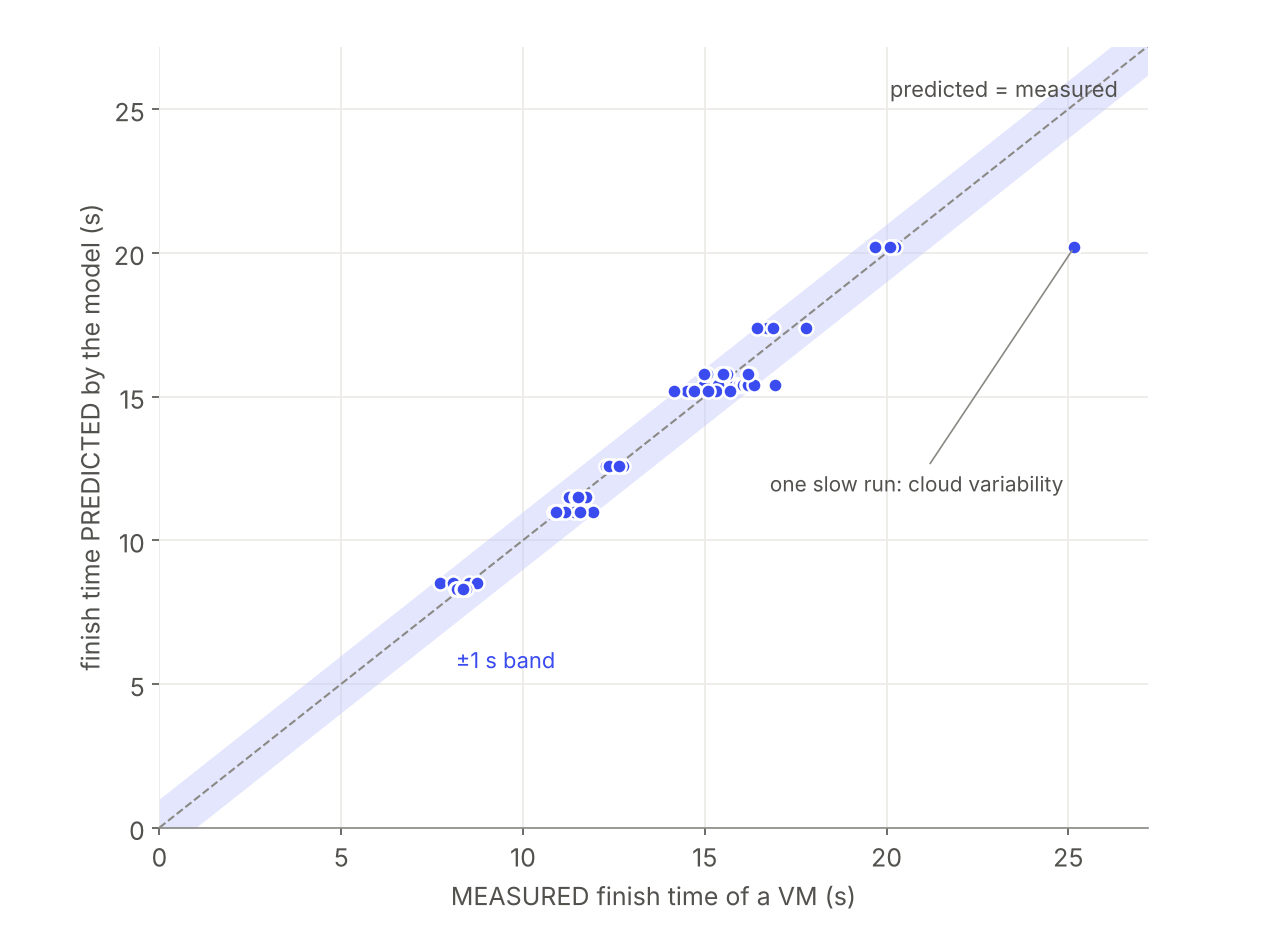 predicted = measured
25
20
15
10
5
0
finish time PREDICTED by the model (s)
one slow run: cloud variability
±1 s band
0 5 10 15 20 25
MEASURED finish time of a VM (s)